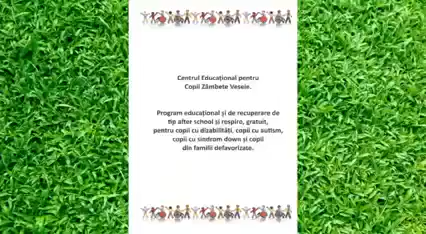 Centrul Educațional pentru
Copii Zâmbete Vesele.
Program educațional și de recuperare de
tip after school și respiro, gratuit,
pentru copii cu dizabilități, copii cu autism,
copii cu sindrom down și copii
din familii defavorizate.